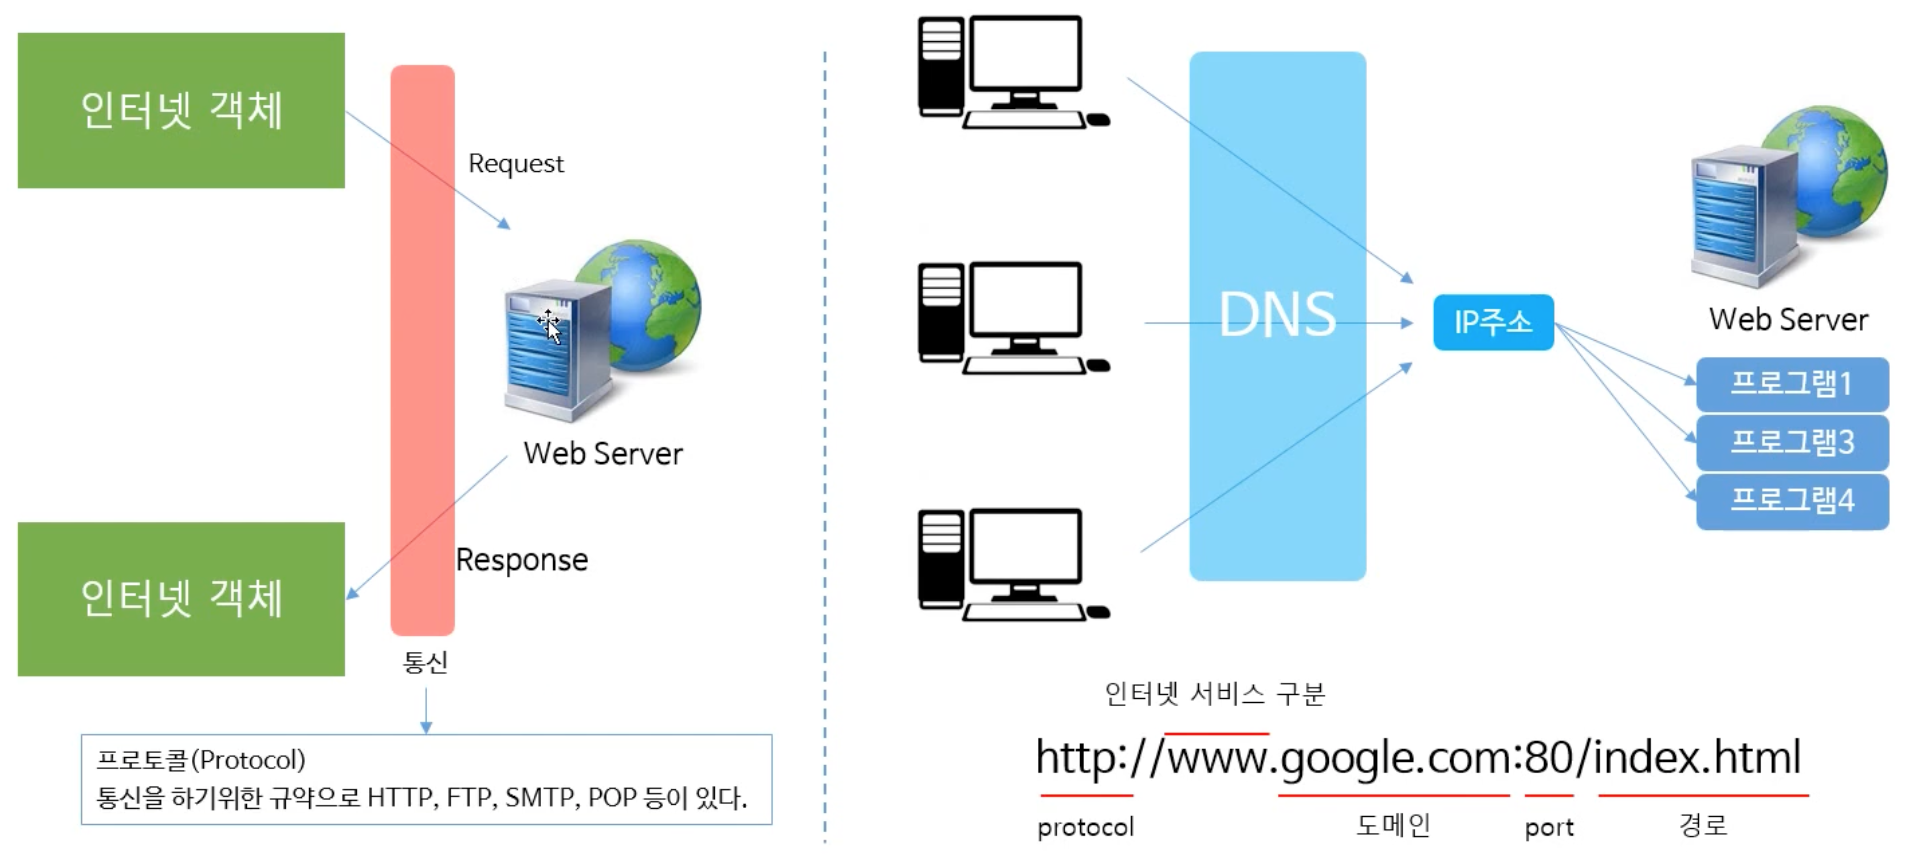 인터넷 객체
Request
Web Server
Response
인터넷 객체
통신
프로토콜(Protocol)
통신을 하기위한 규약으로 HTTP, FTP, SMTP, POP 등이 있다.
DNS
IP주소
Web Server
프로그램1
프로그램3
프로그램4
인터넷 서비스 구분
http://www.google.com:80/index.html
protocol 도메인 port 경로